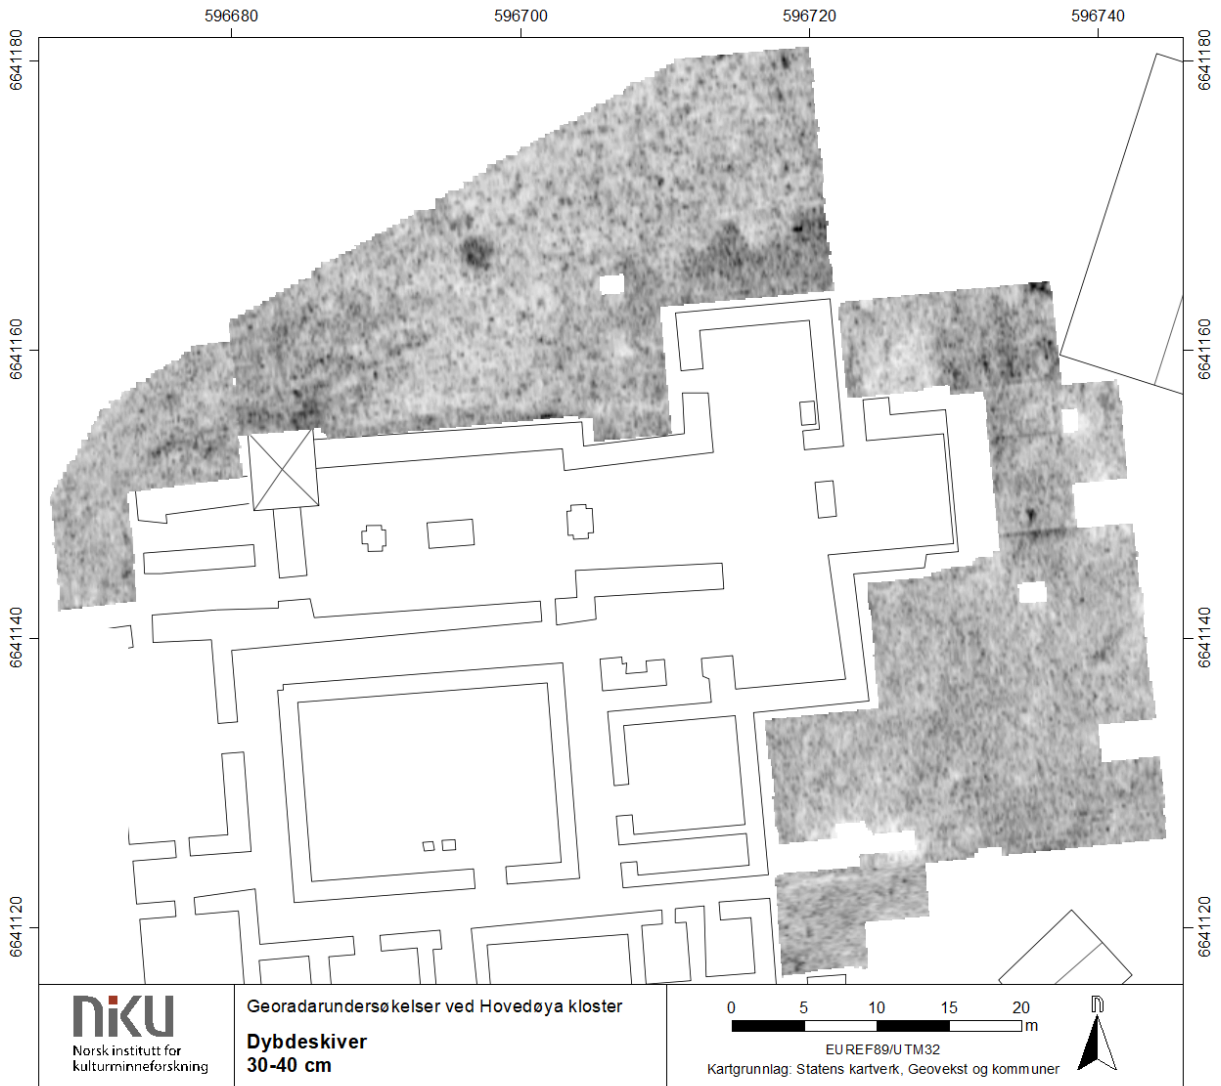 596680 596700 596720 596740
6641180 6641180
6641160 6641160
6641140 6641140
6641120 6641120
niku
Norsk institutt for
kulturminneforskning
Georadarundersøkelser ved Hovedøya kloster
Dybdeskiver
30-40 cm
0 5 10 15 20
m
EUREF89/UTM32
Kartgrunnlag: Statens kartverk, Geovekst og kommuner
n